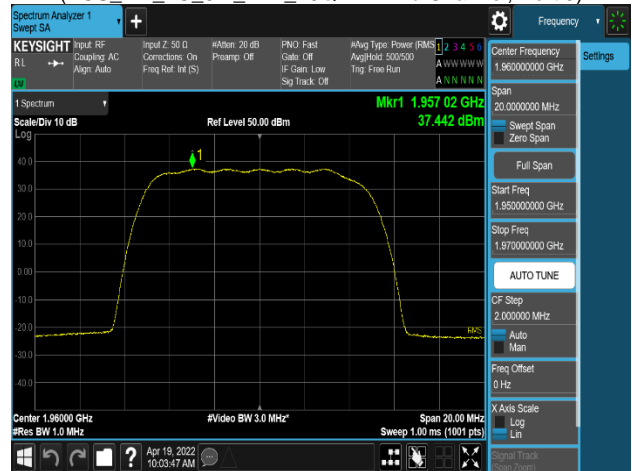 Spectrum Analyzer 1
Swept SA
Frequency
KEYSIGHT
RL
Input: RF
Coupling: AC
Align: Auto
Input Z: 50 Ω
Corrections: On
Freq Ref: Int (S)
#Atten: 20 dB
Preamp: Off
PNO: Fast
Gate: Off
IF Gain: Low
Sig Track: Off
#Avg Type: Power (RMS)
Avg|Hold: 500/500
Trig: Free Run
1 2 3 4 5 6
A W W W W W
A N N N N N
Settings
Center Frequency
1.960000000 GHz
Span
20.0000000 MHz
Swept Span
Zero Span
Full Span
Start Freq
1.950000000 GHz
Stop Freq
1.970000000 GHz
AUTO TUNE
CF Step
2.000000 MHz
Auto
Man
Freq Offset
0 Hz
X Axis Scale
Log
Lin
Signal Track
(Span Zoom)
1 Spectrum
Scale/Div 10 dB
Log
Ref Level 50.00 dBm
Mkr1 1.957 02 GHz
37.442 dBm
1
40.0
30.0
20.0
10.0
0.00
-10.0
-20.0
-30.0
-40.0
RMS
Center 1.96000 GHz
#Res BW 1.0 MHz
#Video BW 3.0 MHz*
Span 20.00 MHz
Sweep 1.00 ms (1001 pts)
Apr 19, 2022
10:03:47 AM